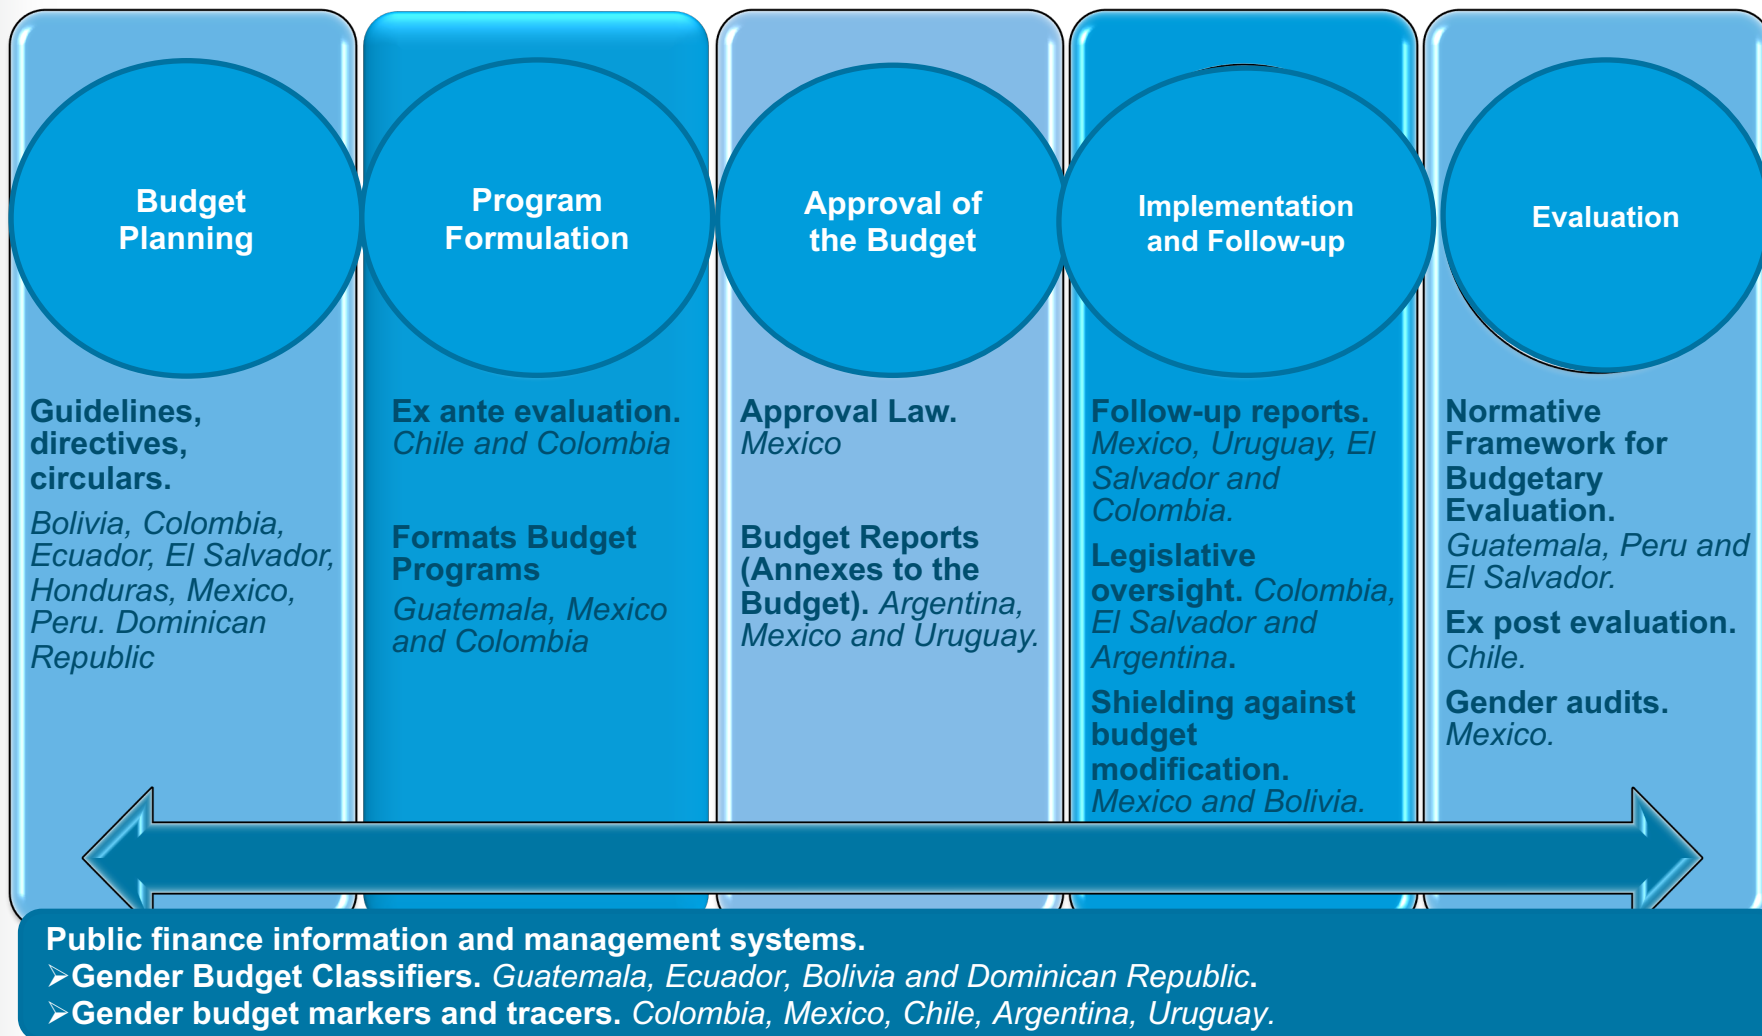 Budget
Planning
Guidelines,
directives,
circulars.
Bolivia, Colombia,
Ecuador, El Salvador,
Honduras, Mexico,
Peru. Dominican
Republic
Program
Formulation
Ex ante evaluation.
Chile and Colombia
Formats Budget
Programs
Guatemala, Mexico
and Colombia
Approval of
the Budget
Approval Law.
Mexico
Budget Reports
(Annexes to the
Budget). Argentina,
Mexico and Uruguay.
Implementation
and Follow-up
Follow-up reports.
Mexico, Uruguay, El
Salvador and
Colombia.
Legislative
oversight. Colombia,
El Salvador and
Argentina.
Shielding against
budget
modification.
Mexico and Bolivia.
Evaluation
Normative
Framework for
Budgetary
Evaluation.
Guatemala, Peru and
El Salvador.
Ex post evaluation.
Chile.
Gender audits.
Mexico.
Public finance information and management systems.
➢Gender Budget Classifiers. Guatemala, Ecuador, Bolivia and Dominican Republic.
➢Gender budget markers and tracers. Colombia, Mexico, Chile, Argentina, Uruguay.